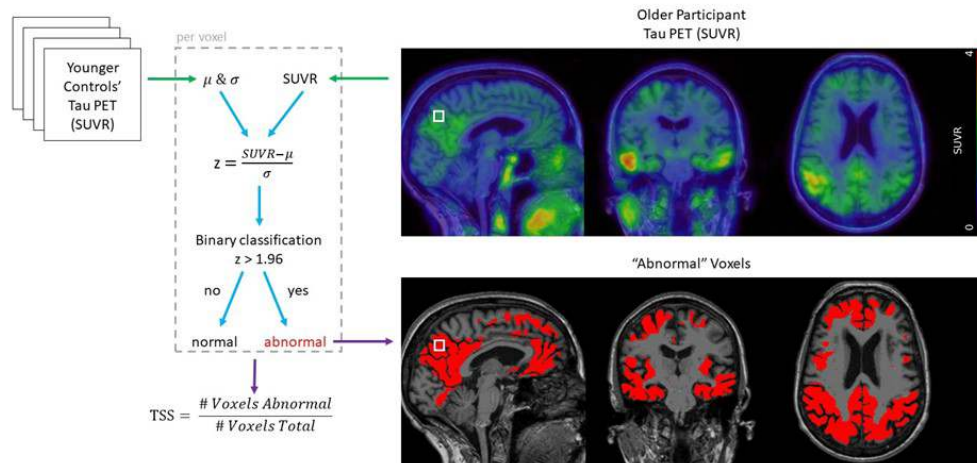 Younger
Controls'
Tau PET
(SUVR)
per voxel
μ & σ
SUVR
z = (SUVR−μ)/σ
Binary classification
z > 1.96
no
yes
normal
abnormal
TSS = # Voxels Abnormal / # Voxels Total
Older Participant
Tau PET (SUVR)
4
SUVR
0
"Abnormal" Voxels